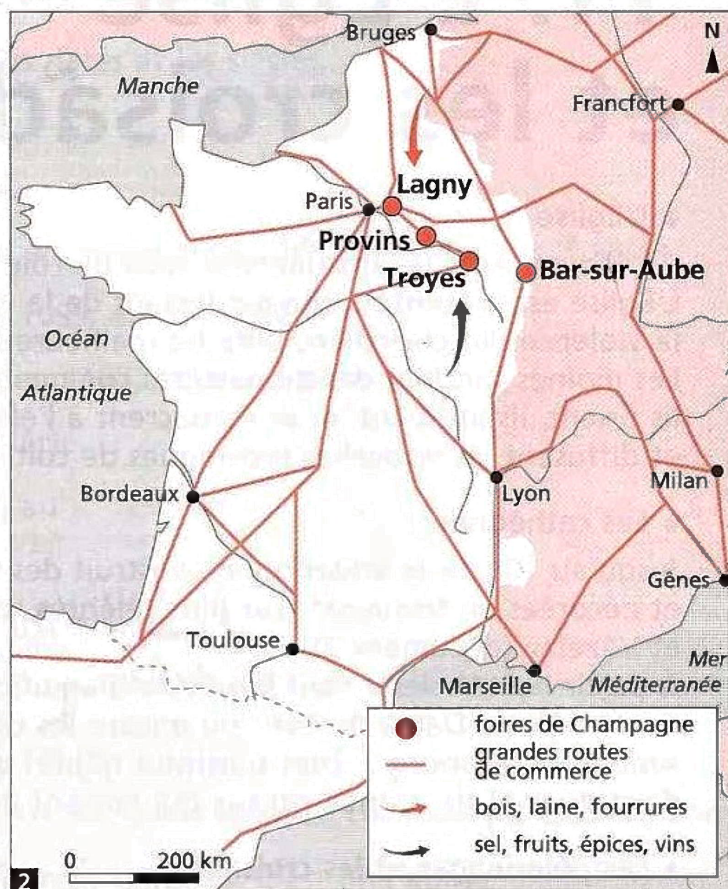 Bruges
N
Manche
Francfort
Lagny
Paris
Provins
Troyes
Bar-sur-Aube
Océan
Atlantique
Bordeaux
Lyon
Milan
Gênes
Toulouse
Marseille
Mer
Méditerranée
foires de Champagne
grandes routes
de commerce
bois, laine, fourrures
sel, fruits, épices, vins
2
0 200 km